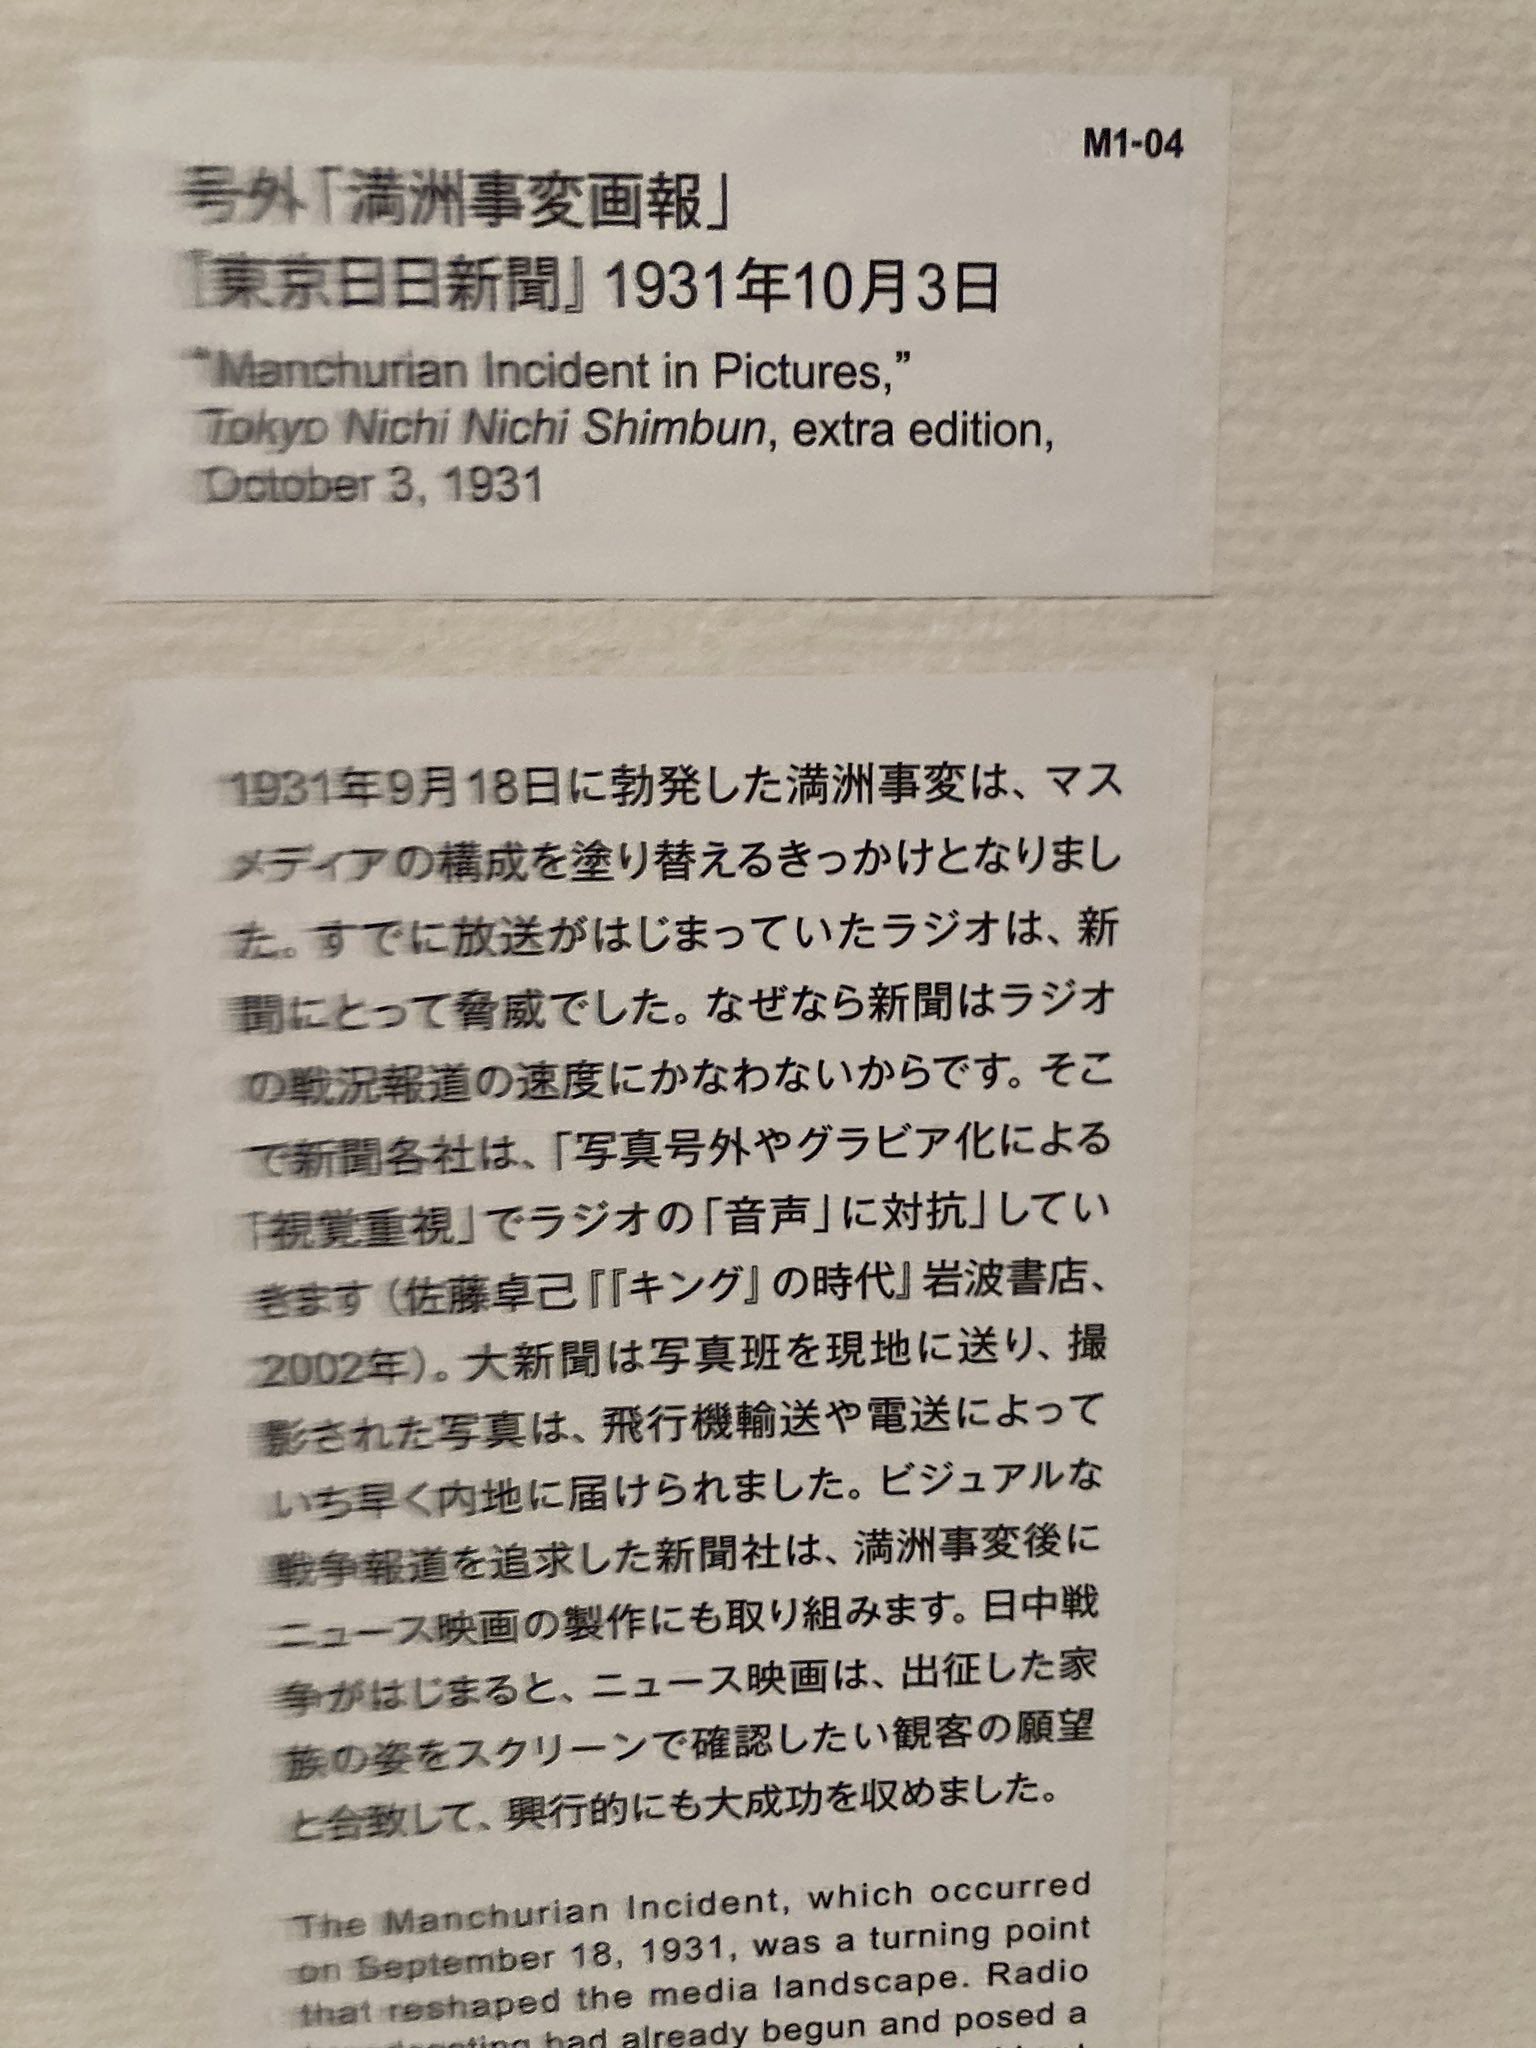 M1-04
号外「満洲事変画報」
『東京日日新聞』1931年10月3日
“Manchurian Incident in Pictures,”
Tokyo Nichi Nichi Shimbun, extra edition,
October 3, 1931
1931年9月18日に勃発した満洲事変は、マス
メディアの構成を塗り替えるきっかけとなりまし
た。すでに放送がはじまっていたラジオは、新
聞にとって脅威でした。なぜなら新聞はラジオ
の戦況報道の速度にかなわないからです。そこ
で新聞各社は、「写真号外やグラビア化による
「視覚重視」でラジオの「音声」に対抗」してい
きます（佐藤卓己『『キング』の時代』岩波書店、
2002年）。大新聞は写真班を現地に送り、撮
影された写真は、飛行機輸送や電送によって
いち早く内地に届けられました。ビジュアルな
戦争報道を追求した新聞社は、満洲事変後に
ニュース映画の製作にも取り組みます。日中戦
争がはじまると、ニュース映画は、出征した家
族の姿をスクリーンで確認したい観客の願望
と合致して、興行的にも大成功を収めました。
The Manchurian Incident, which occurred
on September 18, 1931, was a turning point
that reshaped the media landscape. Radio
had already begun and posed a